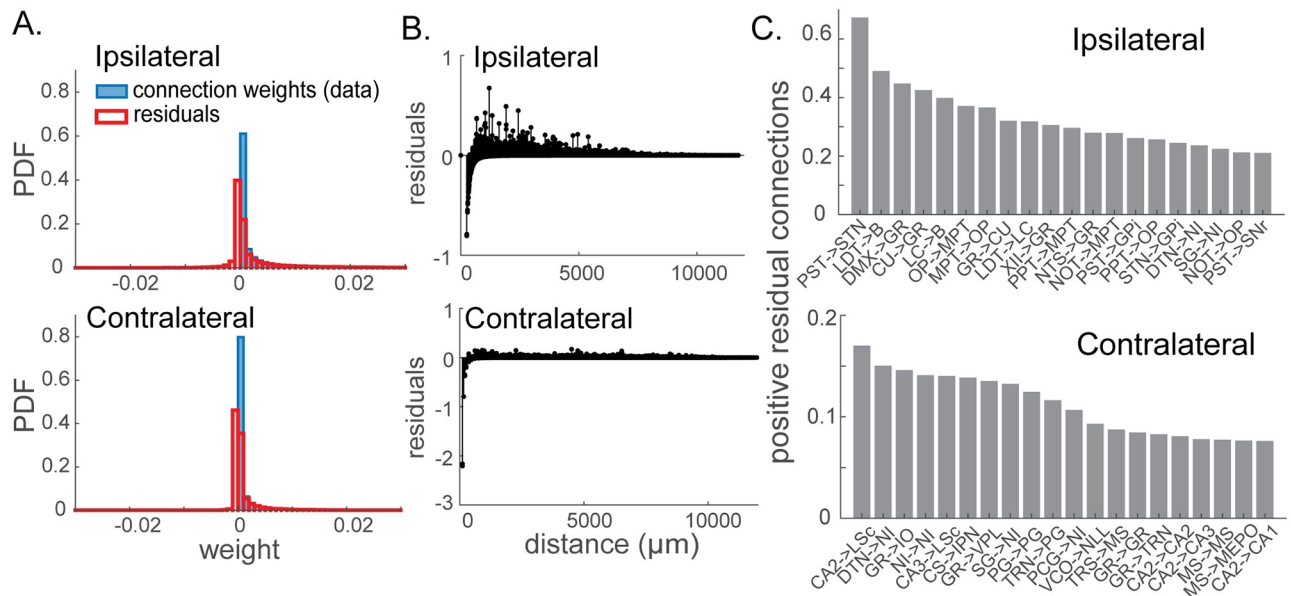 A.
Ipsilateral
connection weights (data)
residuals
PDF
0.8
0.6
0.4
0.2
0
-0.02
0
0.02
Contralateral
PDF
0.8
0.6
0.4
0.2
0
-0.02
0
0.02
weight
B.
Ipsilateral
residuals
1
0
-1
0
5000
10000
Contralateral
residuals
1
0
-1
-2
-3
0
5000
10000
distance (µm)
C.
Ipsilateral
positive residual connections
0.6
0.4
0.2
0
PST->STN
LDT->B
DMX->GR
CU->GR
LC->B
OP->MPT
MPT->OP
GR->CU
LDT->LC
XII->GR
PPT->MPT
NTS->GR
NOT->MPT
PST->GPi
PPT->OP
STN->GPi
DTN->NI
SG->NI
NOT->OP
PST->SNr
Contralateral
0.2
0.1
0
CA2->LSc
DTN->NI
GR->IO
NI->NI
CA3->LSc
CS->IPN
GR->VPL
SG->NI
PG->PG
TRN->PG
PCG->NI
VCO->NLL
TRS->MS
GR->GR
GR->TRN
CA2->CA2
CA2->CA3
MS->MS
MS->MEPO
CA2->CA1